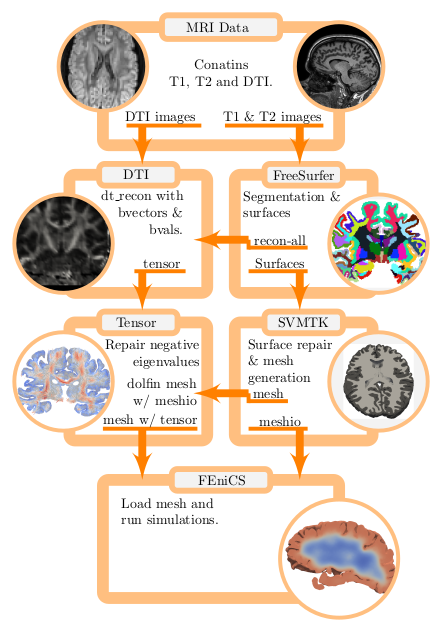 MRI Data
Conatins
T1, T2 and DTI.
DTI images
T1 & T2 images
DTI
dt_recon with
bvectors &
bvals.
tensor
FreeSurfer
Segmentation &
surfaces
recon-all
Surfaces
Tensor
Repair negative
eigenvalues
dolfin mesh
w/ meshio
mesh w/ tensor
SVMTK
Surface repair
& mesh
generation
mesh
meshio
FEniCS
Load mesh and
run simulations.